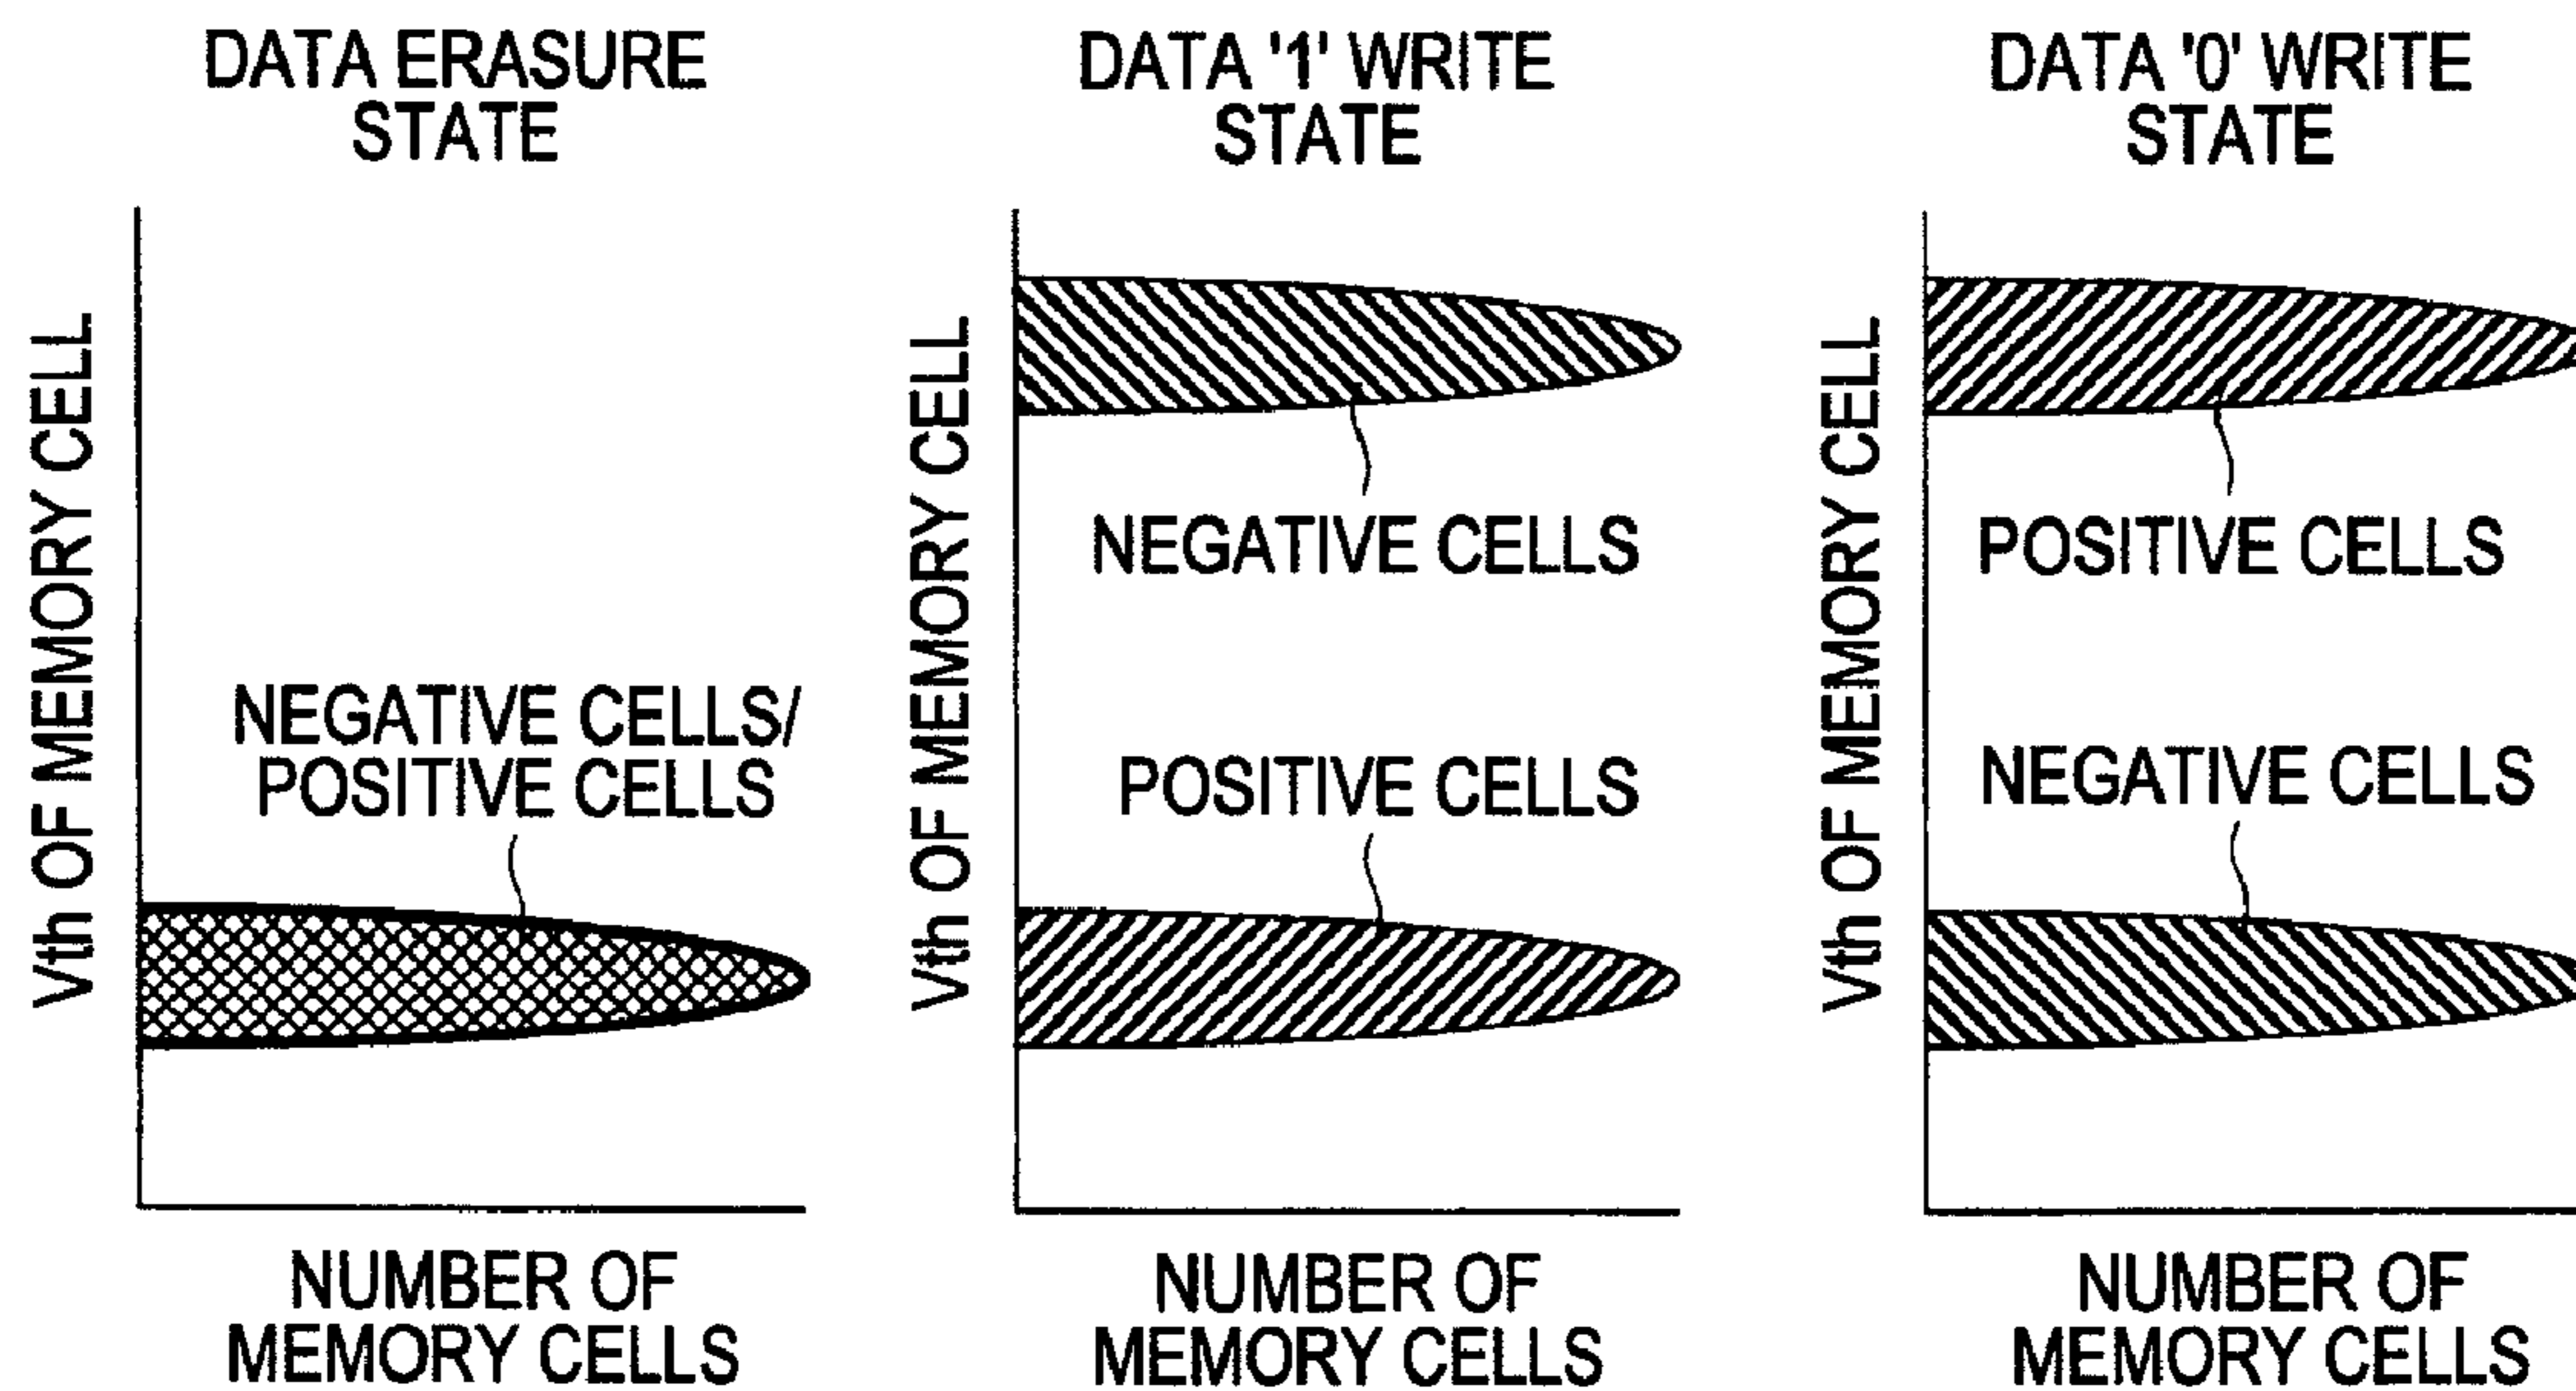 DATA ERASURE
STATE
Vth OF MEMORY CELL
NEGATIVE CELLS/
POSITIVE CELLS
NUMBER OF
MEMORY CELLS
DATA '1' WRITE
STATE
Vth OF MEMORY CELL
NEGATIVE CELLS
POSITIVE CELLS
NUMBER OF
MEMORY CELLS
DATA '0' WRITE
STATE
Vth OF MEMORY CELL
POSITIVE CELLS
NEGATIVE CELLS
NUMBER OF
MEMORY CELLS